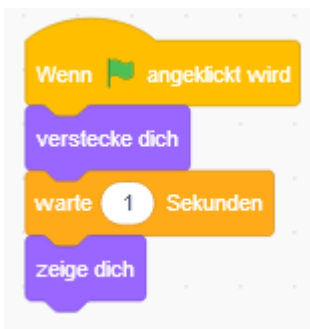 Wenn angeklickt wird
verstecke dich
warte 1 Sekunden
zeige dich